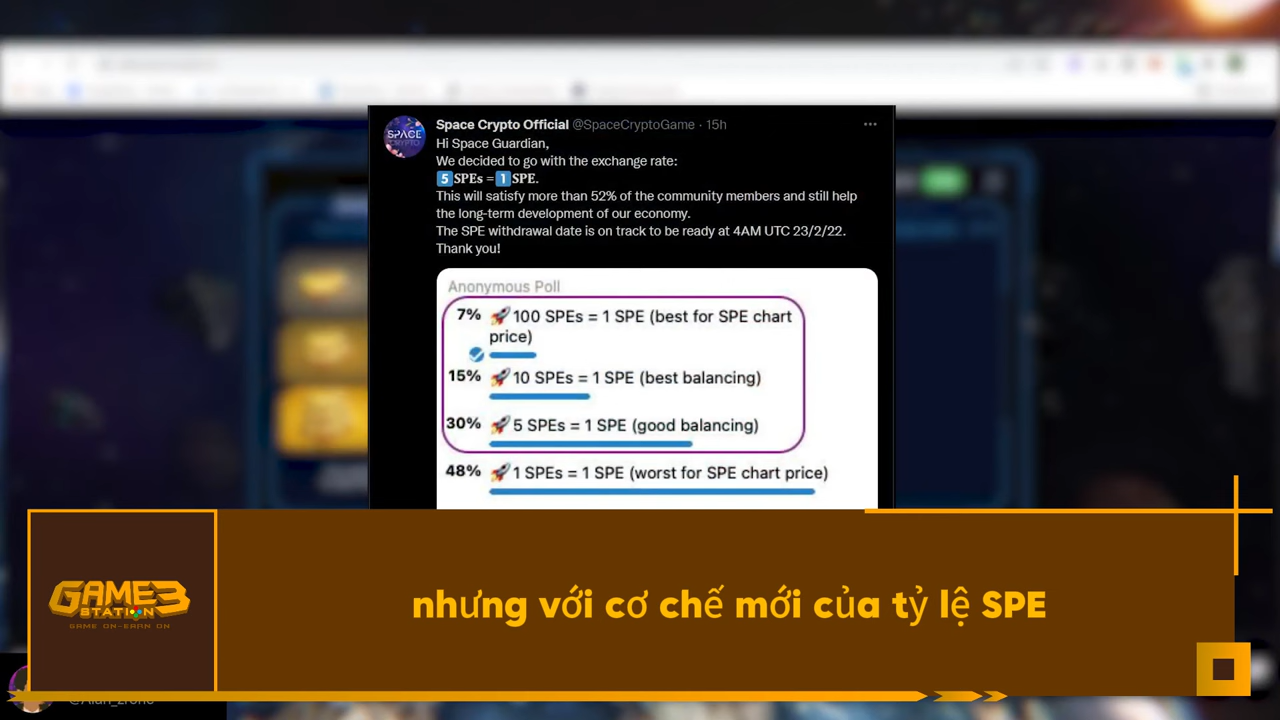 Space Crypto Official @SpaceCryptoGame · 15h
SPACE
CRYPTO
Hi Space Guardian,
We decided to go with the exchange rate:
5 SPEs = 1 SPE.
This will satisfy more than 52% of the community members and still help
the long-term development of our economy.
The SPE withdrawal date is on track to be ready at 4AM UTC 23/2/22.
Thank you!
Anonymous Poll
7% 🚀 100 SPEs = 1 SPE (best for SPE chart
price)
15% 🚀 10 SPEs = 1 SPE (best balancing)
30% 🚀 5 SPEs = 1 SPE (good balancing)
48% 🚀 1 SPEs = 1 SPE (worst for SPE chart price)
GAME3
STATION
GAME ON-EARN ON
nhưng với cơ chế mới của tỷ lệ SPE